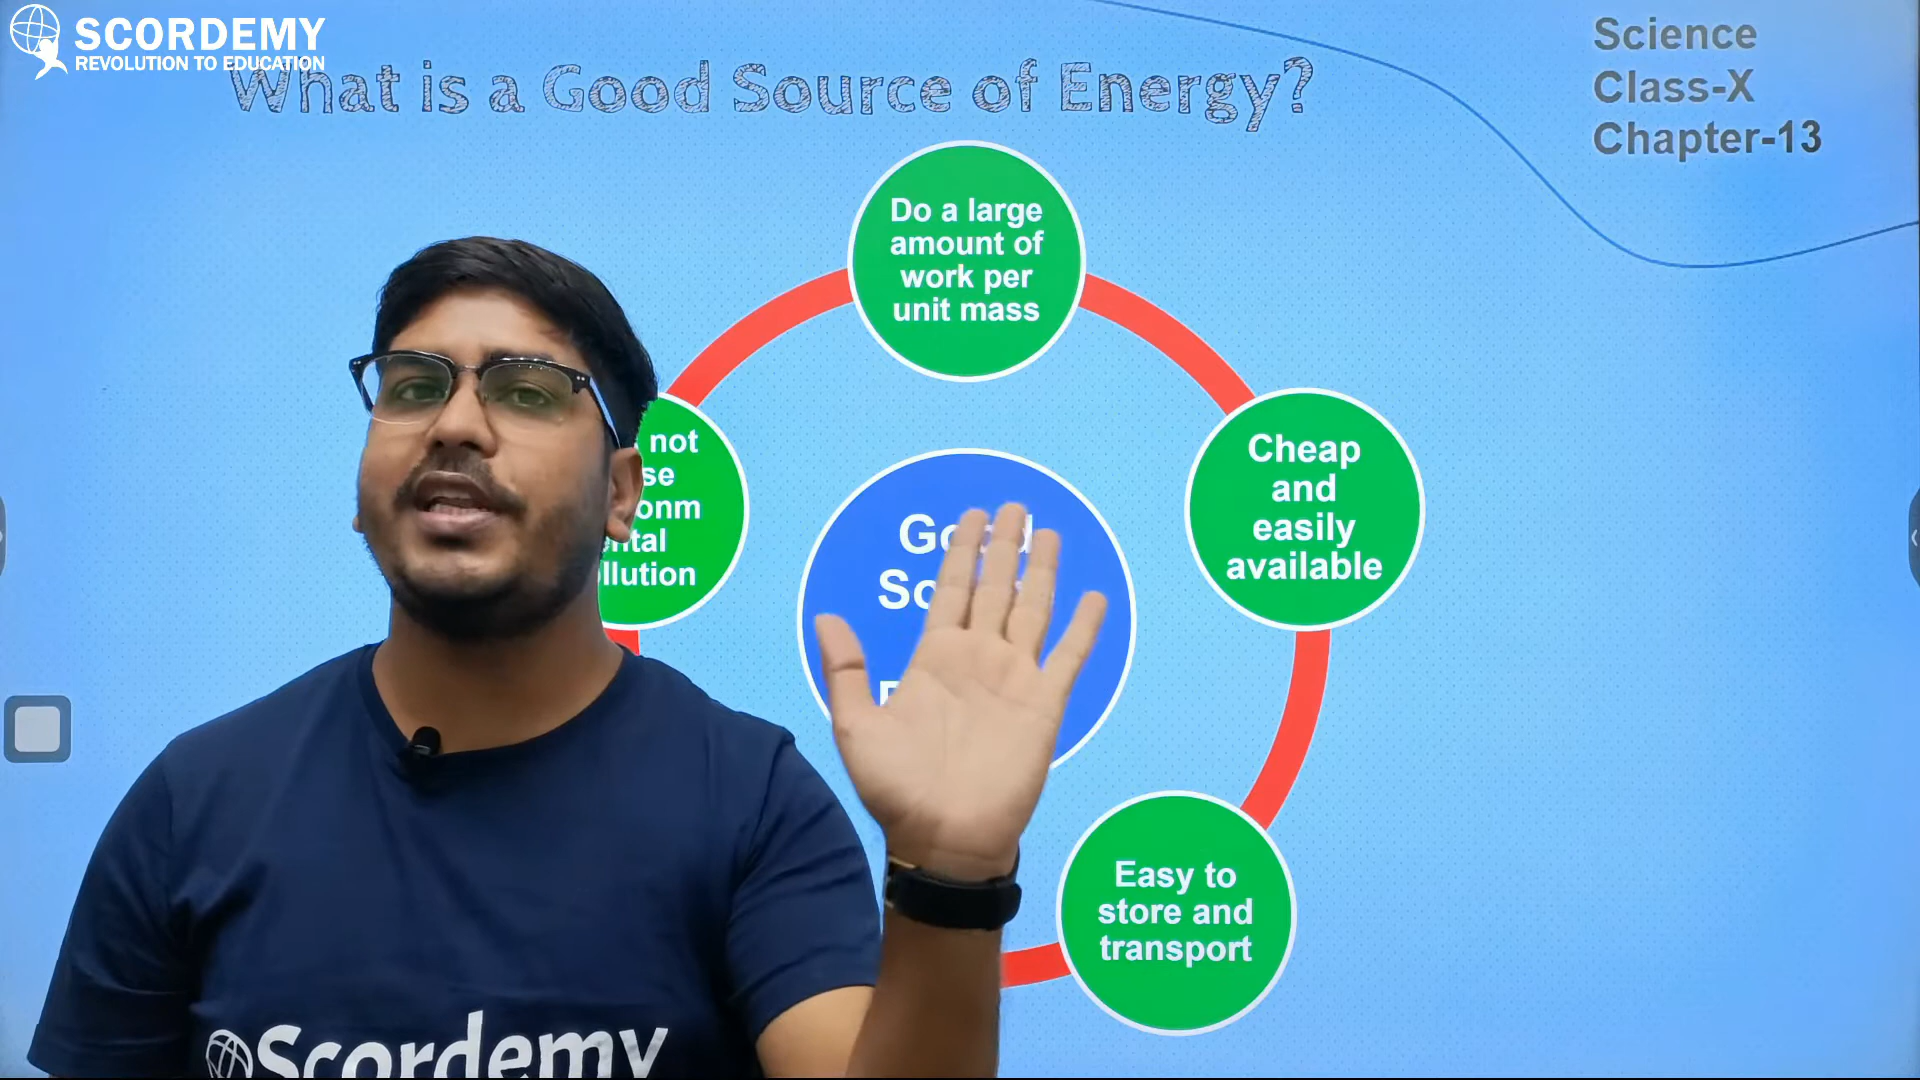 SCORDEMY
REVOLUTION TO EDUCATION
What is a Good Source of Energy?
Science
Class-X
Chapter-13
Do a large
amount of
work per
unit mass
not
Cheap
and
easily
available
Easy to
store and
transport
Scordemy